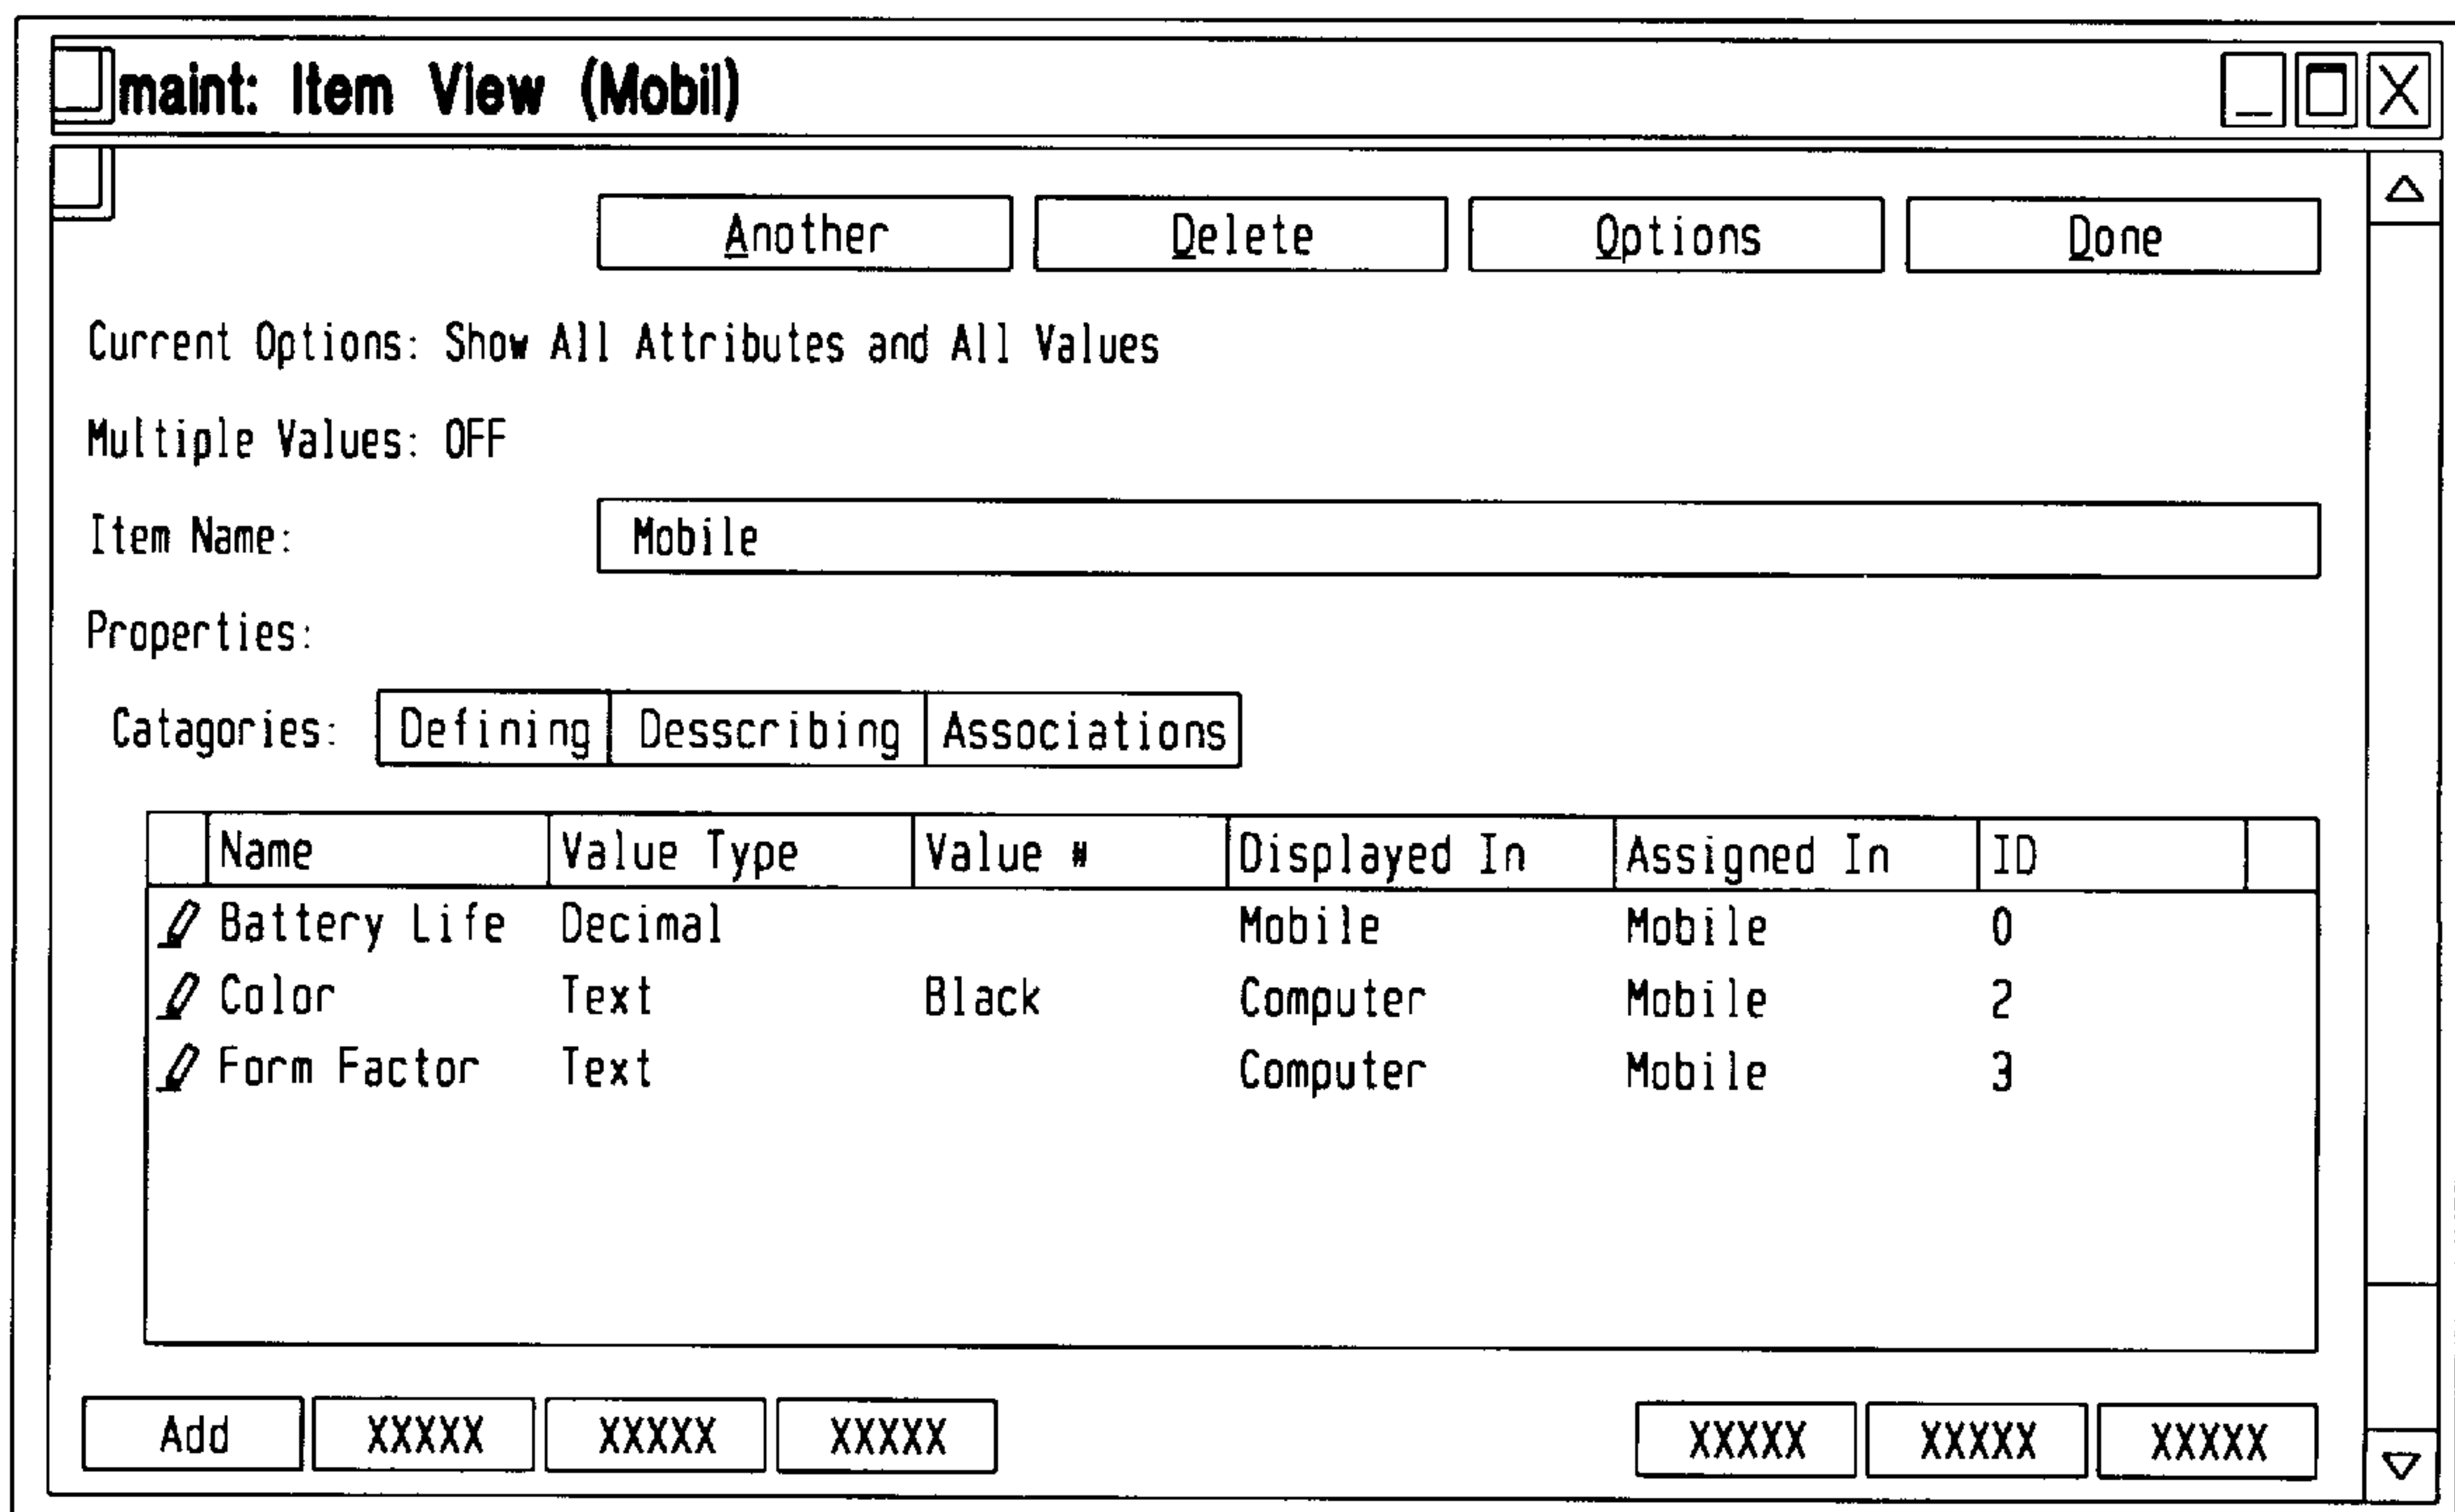 maint: Item View (Mobil)
Another Delete Options Done
Current Options: Show All Attributes and All Values
Multiple Values: OFF
Item Name: Mobile
Properties:
Catagories: Defining Desscribing Associations
Name Value Type Value # Displayed In Assigned In ID
Battery Life Decimal Mobile Mobile 0
Color Text Black Computer Mobile 2
Form Factor Text Computer Mobile 3
Add XXXXX XXXXX XXXXX XXXXX XXXXX XXXXX